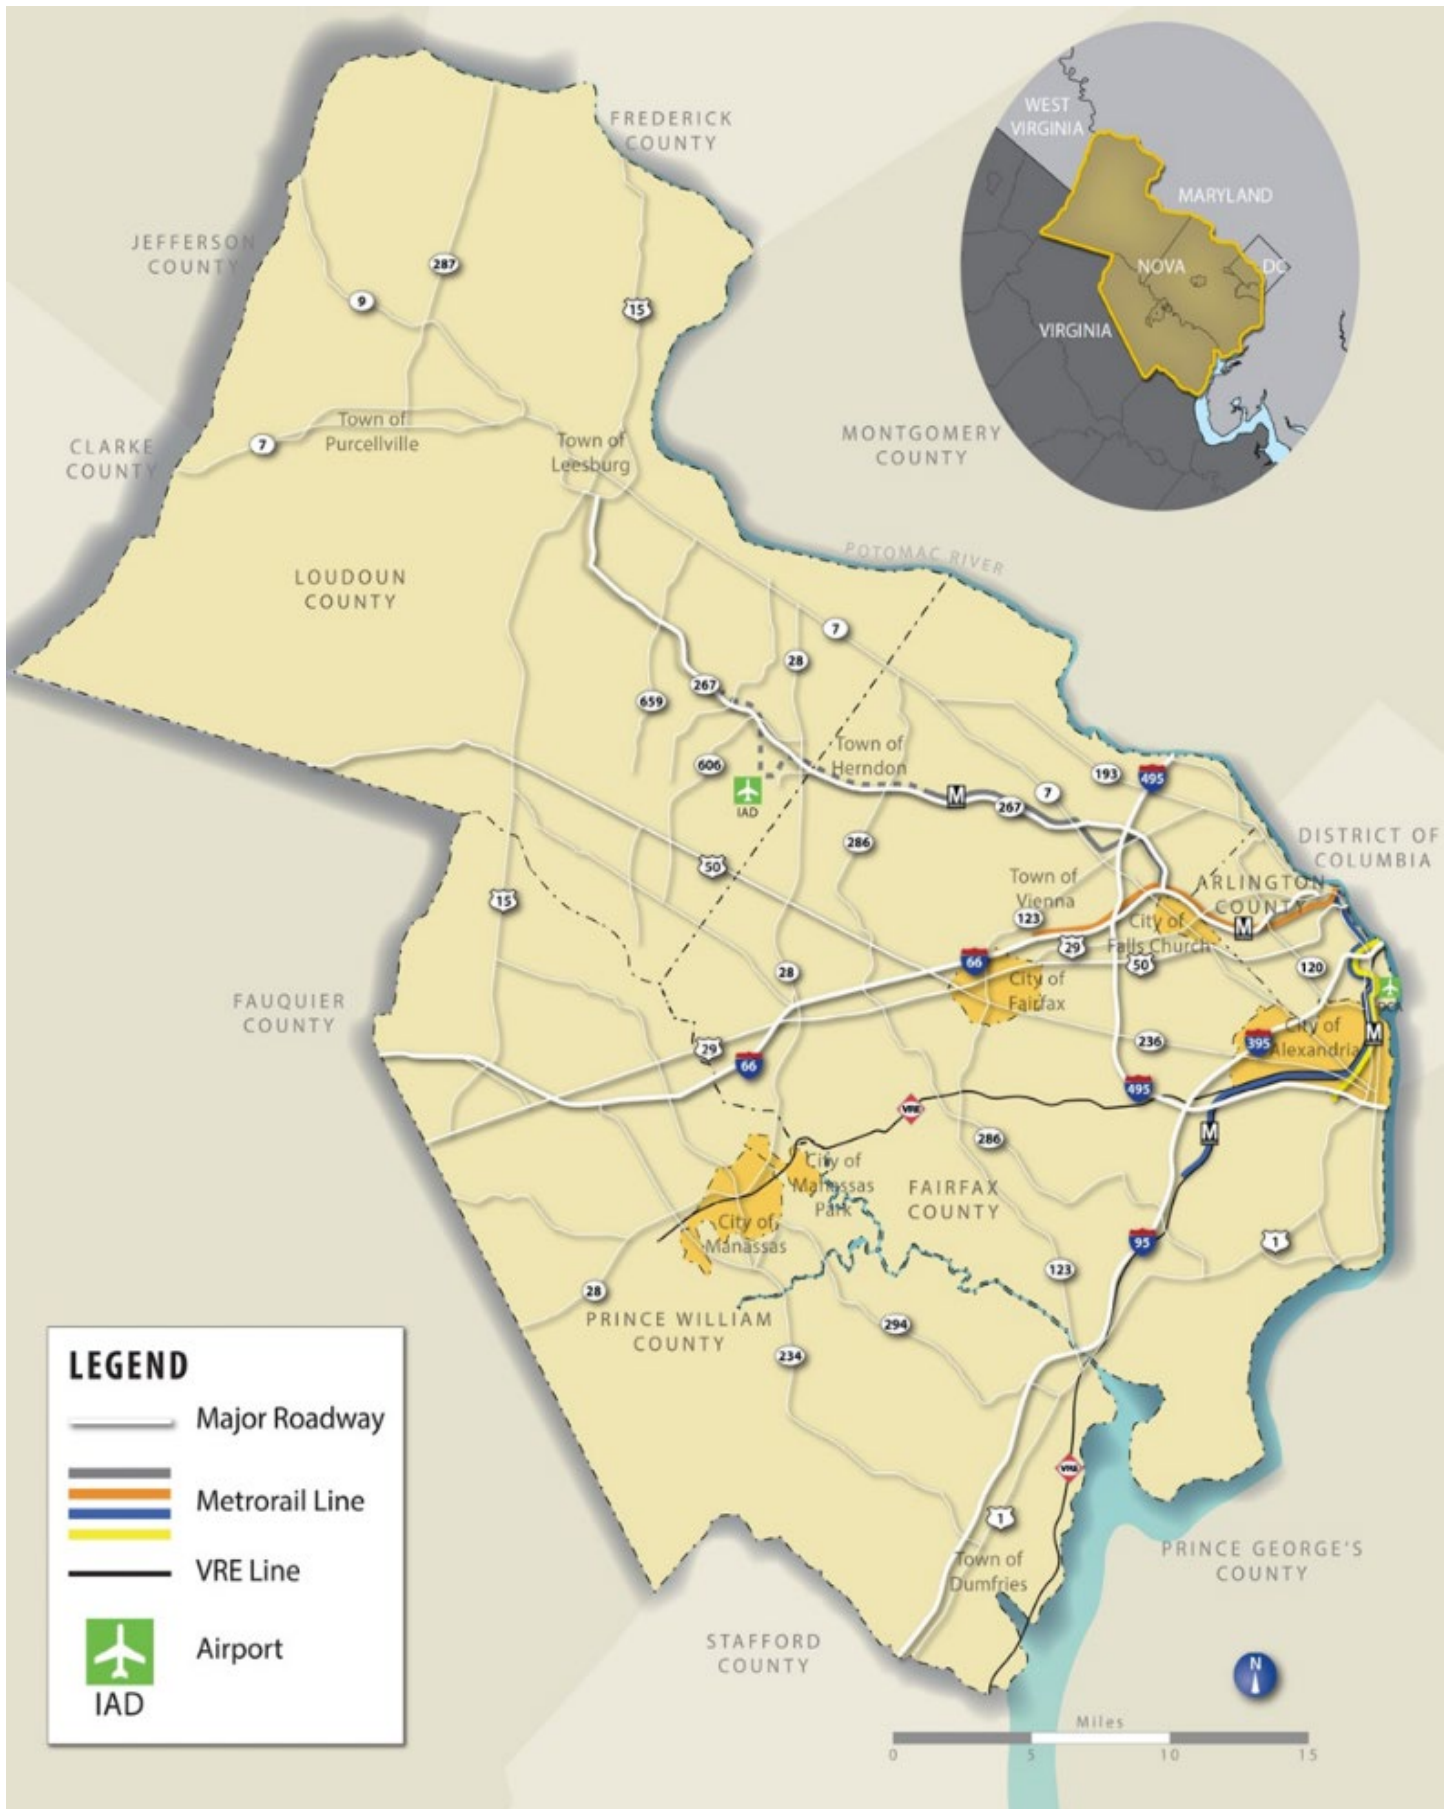 FREDERICK
COUNTY
WEST
VIRGINIA
MARYLAND
JEFFERSON
COUNTY
287
NOVA
DC
9
15
VIRGINIA
Town of
Purcellville
7
CLARKE
COUNTY
Town of
Leesburg
MONTGOMERY
COUNTY
POTOMAC RIVER
LOUDOUN
COUNTY
7
28
267
659
Town of
Herndon
606
IAD
193
495
7
M
267
286
DISTRICT OF
COLUMBIA
50
Town of
Vienna
ARLINGTON
COUNTY
15
123
City of
Falls Church
M
29
50
66
120
28
City of
Fairfax
FAUQUIER
COUNTY
DCA
City of
Alexandria
395
M
236
29
66
495
VRE
M
286
City of
Manassas
Park
FAIRFAX
COUNTY
City of
Manassas
95
1
123
28
PRINCE WILLIAM
COUNTY
294
234
LEGEND
Major Roadway
Metrorail Line
VRE Line
Airport
IAD
VRE
1
Town of
Dumfries
PRINCE GEORGE'S
COUNTY
STAFFORD
COUNTY
N
Miles
0 5 10 15